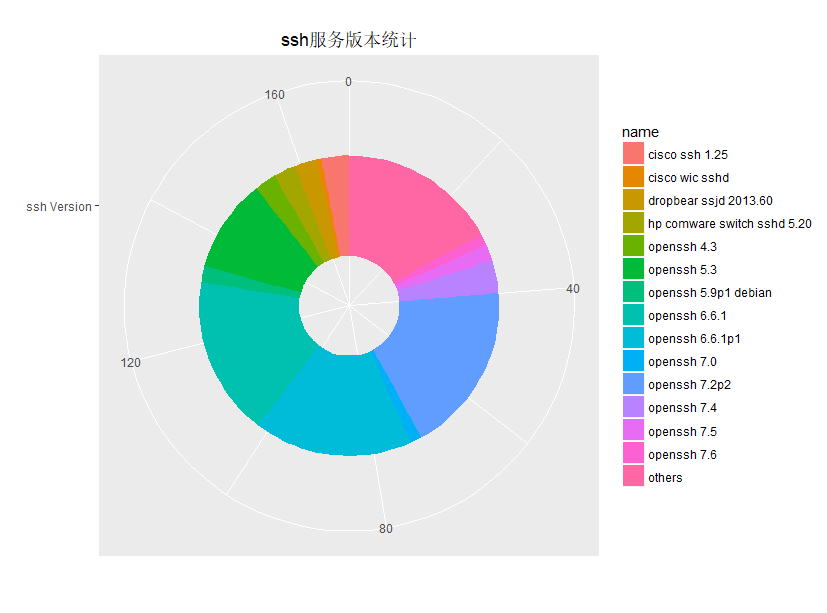 ssh服务版本统计
0
160
ssh Version
40
120
80
name
cisco ssh 1.25
cisco wic sshd
dropbear ssjd 2013.60
hp comware switch sshd 5.20
openssh 4.3
openssh 5.3
openssh 5.9p1 debian
openssh 6.6.1
openssh 6.6.1p1
openssh 7.0
openssh 7.2p2
openssh 7.4
openssh 7.5
openssh 7.6
others